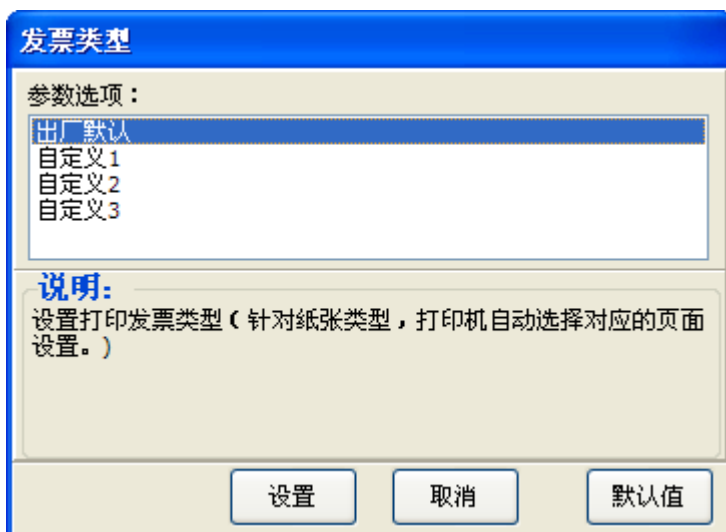 发票类型
参数选项：
出厂默认
自定义1
自定义2
自定义3
说明:
设置打印发票类型（针对纸张类型，打印机自动选择对应的页面
设置。）
设置
取消
默认值